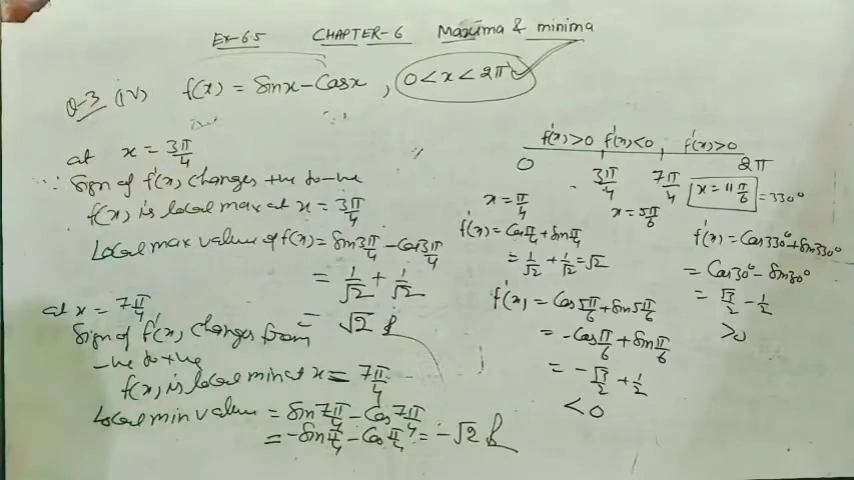 Ex-6.5 CHAPTER-6 Maxima & minima
Q-3 (iv) f(x) = Sinx - Cosx , 0 < x < 2π
at x = 3π/4
∵ Sign of f'(x) changes +ve to -ve
f(x) is local max at x = 3π/4
Local max value of f(x) = Sin 3π/4 - Cos 3π/4
= 1/√2 + 1/√2
= √2
at x = 7π/4
Sign of f'(x) changes from
-ve to +ve
f(x) is local min at x = 7π/4
Local min value = Sin 7π/4 - Cos 7π/4
= -Sin π/4 - Cos π/4 = -√2
f'(x)>0 f'(x)<0 f'(x)>0
0 3π/4 7π/4 2π
x = π/4
f'(x) = Cos π/4 + Sin π/4
= 1/√2 + 1/√2 = √2
x = 5π/6
f'(x) = Cos 5π/6 + Sin 5π/6
= -Cos π/6 + Sin π/6
= -√3/2 + 1/2
< 0
x = 11π/6 = 330°
f'(x) = Cos 330° + Sin 330°
= Cos 30° - Sin 30°
= √3/2 - 1/2
> 0